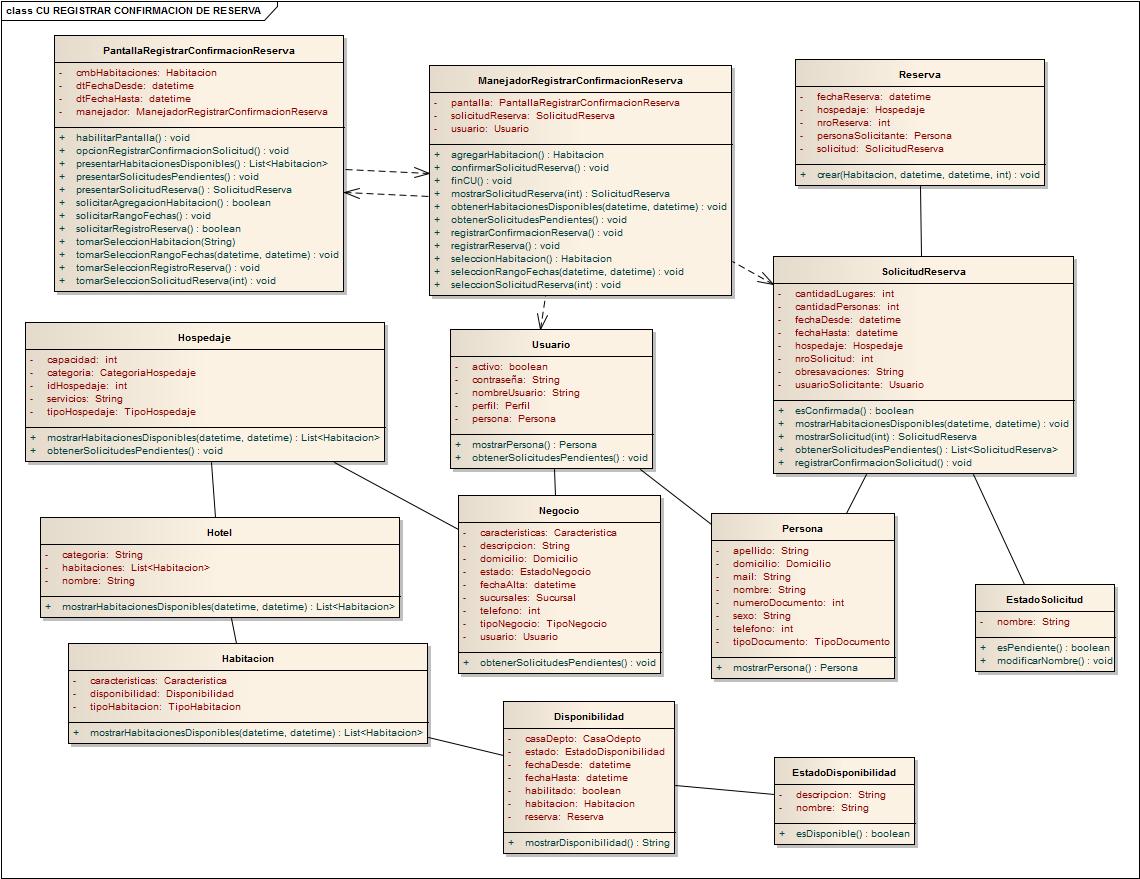 class CU REGISTRAR CONFIRMACION DE RESERVA
PantallaRegistrarConfirmacionReserva
- cmbHabitaciones: Habitacion
- dtFechaDesde: datetime
- dtFechaHasta: datetime
- manejador: ManejadorRegistrarConfirmacionReserva
+ habilitarPantalla() : void
+ opcionRegistrarConfirmacionSolicitud() : void
+ presentarHabitacionesDisponibles() : List<Habitacion>
+ presentarSolicitudesPendientes() : void
+ presentarSolicitudReserva() : SolicitudReserva
+ solicitarAgregacionHabitacion() : boolean
+ solicitarRangoFechas() : void
+ solicitarRegistroReserva() : boolean
+ tomarSeleccionHabitacion(String)
+ tomarSeleccionRangoFechas(datetime, datetime) : void
+ tomarSeleccionRegistroReserva() : void
+ tomarSeleccionSolicitudReserva(int) : void
ManejadorRegistrarConfirmacionReserva
- pantalla: PantallaRegistrarConfirmacionReserva
- solicitudReserva: SolicitudReserva
- usuario: Usuario
+ agregarHabitacion() : Habitacion
+ confirmarSolicitudReserva() : void
+ finCU() : void
+ mostrarSolicitudReserva(int) : SolicitudReserva
+ obtenerHabitacionesDisponibles(datetime, datetime) : void
+ obtenerSolicitudesPendientes() : void
+ registrarConfirmacionReserva() : void
+ registrarReserva() : void
+ seleccionHabitacion() : Habitacion
+ seleccionRangoFechas(datetime, datetime) : void
+ seleccionSolicitudReserva(int) : void
Reserva
- fechaReserva: datetime
- hospedaje: Hospedaje
- nroReserva: int
- personaSolicitante: Persona
- solicitud: SolicitudReserva
+ crear(Habitacion, datetime, datetime, int) : void
SolicitudReserva
- cantidadLugares: int
- cantidadPersonas: int
- fechaDesde: datetime
- fechaHasta: datetime
- hospedaje: Hospedaje
- nroSolicitud: int
- obresavaciones: String
- usuarioSolicitante: Usuario
+ esConfirmada() : boolean
+ mostrarHabitacionesDisponibles(datetime, datetime) : void
+ mostrarSolicitud(int) : SolicitudReserva
+ obtenerSolicitudesPendientes() : List<SolicitudReserva>
+ registrarConfirmacionSolicitud() : void
Hospedaje
- capacidad: int
- categoria: CategoriaHospedaje
- idHospedaje: int
- servicios: String
- tipoHospedaje: TipoHospedaje
+ mostrarHabitacionesDisponibles(datetime, datetime) : List<Habitacion>
+ obtenerSolicitudesPendientes() : void
Usuario
- activo: boolean
- contraseña: String
- nombreUsuario: String
- perfil: Perfil
- persona: Persona
+ mostrarPersona() : Persona
+ obtenerSolicitudesPendientes() : void
Hotel
- categoria: String
- habitaciones: List<Habitacion>
- nombre: String
+ mostrarHabitacionesDisponibles(datetime, datetime) : List<Habitacion>
Negocio
- caracteristicas: Caracteristica
- descripcion: String
- domicilio: Domicilio
- estado: EstadoNegocio
- fechaAlta: datetime
- sucursales: Sucursal
- telefono: int
- tipoNegocio: TipoNegocio
- usuario: Usuario
+ obtenerSolicitudesPendientes() : void
Persona
- apellido: String
- domicilio: Domicilio
- mail: String
- nombre: String
- numeroDocumento: int
- sexo: String
- telefono: int
- tipoDocumento: TipoDocumento
+ mostrarPersona() : Persona
EstadoSolicitud
- nombre: String
+ esPendiente() : boolean
+ modificarNombre() : void
Habitacion
- caracteristicas: Caracteristica
- disponibilidad: Disponibilidad
- tipoHabitacion: TipoHabitacion
+ mostrarHabitacionesDisponibles(datetime, datetime) : List<Habitacion>
Disponibilidad
- casaDepto: CasaOdepto
- estado: EstadoDisponibilidad
- fechaDesde: datetime
- fechaHasta: datetime
- habilitado: boolean
- habitacion: Habitacion
- reserva: Reserva
+ mostrarDisponibilidad() : String
EstadoDisponibilidad
- descripcion: String
- nombre: String
+ esDisponible() : boolean